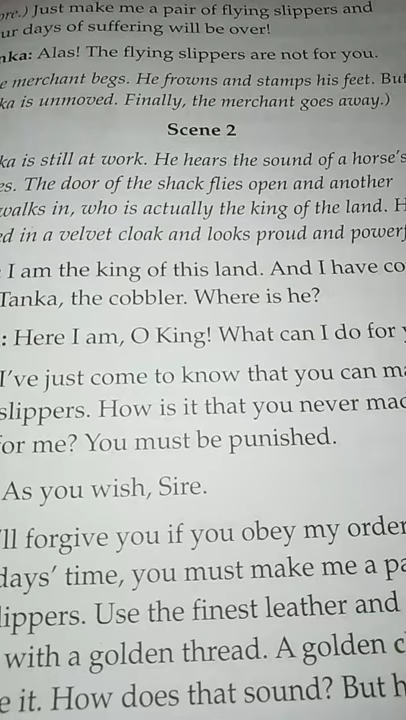 ore.) Just make me a pair of flying slippers and
ur days of suffering will be over!
nka: Alas! The flying slippers are not for you.
e merchant begs. He frowns and stamps his feet. But
ka is unmoved. Finally, the merchant goes away.)
Scene 2
ka is still at work. He hears the sound of a horse's
es. The door of the shack flies open and another
walks in, who is actually the king of the land. H
ed in a velvet cloak and looks proud and powerf
I am the king of this land. And I have co
Tanka, the cobbler. Where is he?
: Here I am, O King! What can I do for y
I've just come to know that you can ma
slippers. How is it that you never mad
for me? You must be punished.
As you wish, Sire.
'll forgive you if you obey my order
days' time, you must make me a pa
lippers. Use the finest leather and
with a golden thread. A golden c
e it. How does that sound? But h